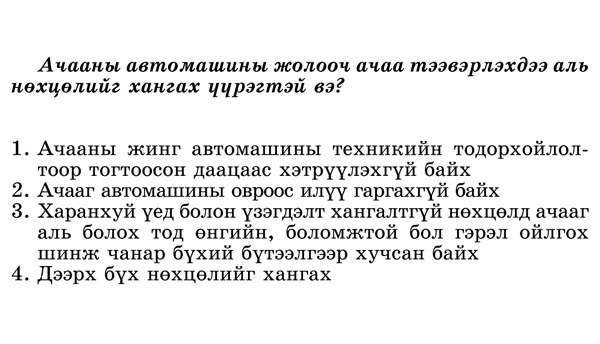 Ачааны автомашины жолооч ачаа тээвэрлэхдээ аль
нөхцөлийг хангах үүрэгтэй вэ?
1. Ачааны жинг автомашины техникийн тодорхойлол-
тоор тогтоосон даацаас хэтрүүлэхгүй байх
2. Ачааг автомашины овроос илүү гаргахгүй байх
3. Харанхуй үед болон үзэгдэлт хангалтгүй нөхцөлд ачааг
аль болох тод өнгийн, боломжтой бол гэрэл ойлгох
шинж чанар бүхий бүтээлгээр хучсан байх
4. Дээрх бүх нөхцөлийг хангах